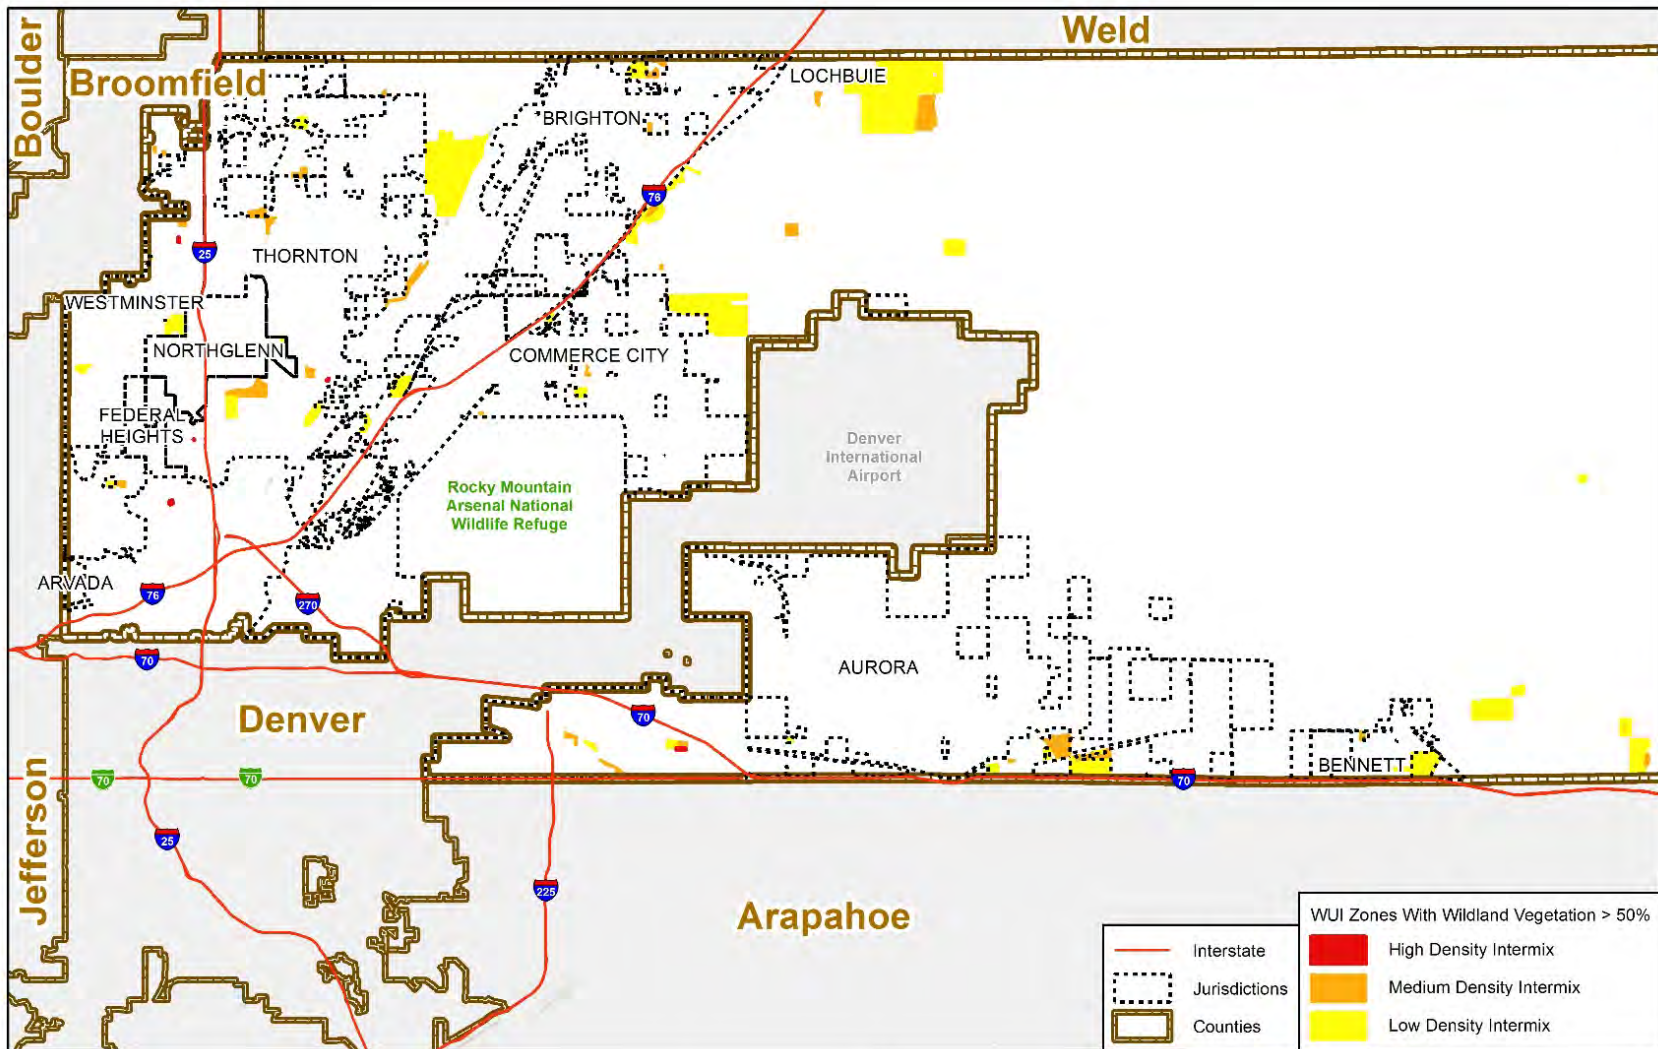 Weld
Boulder
Broomfield
LOCHBUIE
BRIGHTON
76
25
THORNTON
WESTMINSTER
NORTHGLENN
COMMERCE CITY
FEDERAL
HEIGHTS
Denver
International
Airport
Rocky Mountain
Arsenal National
Wildlife Refuge
ARVADA
76
270
70
AURORA
Denver
70
70
70
BENNETT
70
Jefferson
25
225
Arapahoe
Interstate
Jurisdictions
Counties
WUI Zones With Wildland Vegetation > 50%
High Density Intermix
Medium Density Intermix
Low Density Intermix